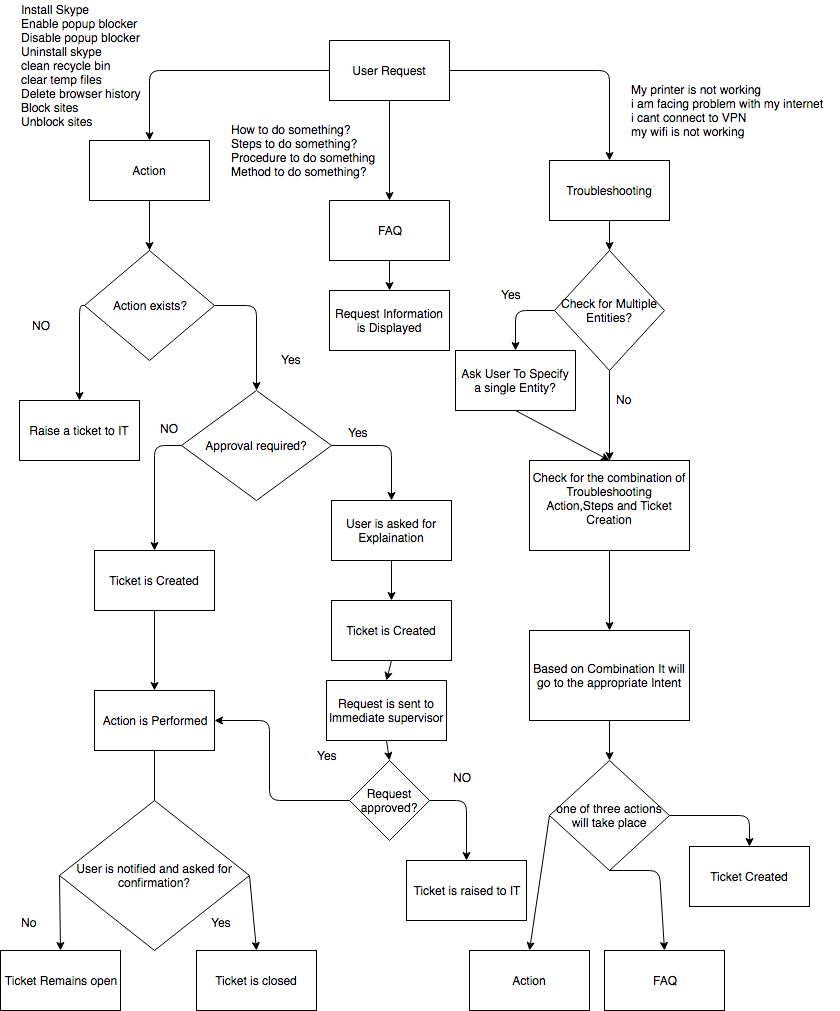 Install Skype
Enable popup blocker
Disable popup blocker
Uninstall skype
clean recycle bin
clear temp files
Delete browser history
Block sites
Unblock sites
User Request
My printer is not working
i am facing problem with my internet
i cant connect to VPN
my wifi is not working
How to do something?
Steps to do something?
Procedure to do something
Method to do something?
Action
Troubleshooting
FAQ
Action exists?
Request Information
is Displayed
Yes
Check for Multiple
Entities?
NO
Yes
Ask User To Specify
a single Entity?
No
Raise a ticket to IT
NO
Approval required?
Yes
Check for the combination of
Troubleshooting
Action,Steps and Ticket
Creation
User is asked for
Explaination
Ticket is Created
Ticket is Created
Based on Combination It will
go to the appropriate Intent
Action is Performed
Request is sent to
Immediate supervisor
Yes
NO
Request
approved?
one of three actions
will take place
User is notified and asked for
confirmation?
Ticket is raised to IT
Ticket Created
No
Yes
Ticket Remains open
Ticket is closed
Action
FAQ